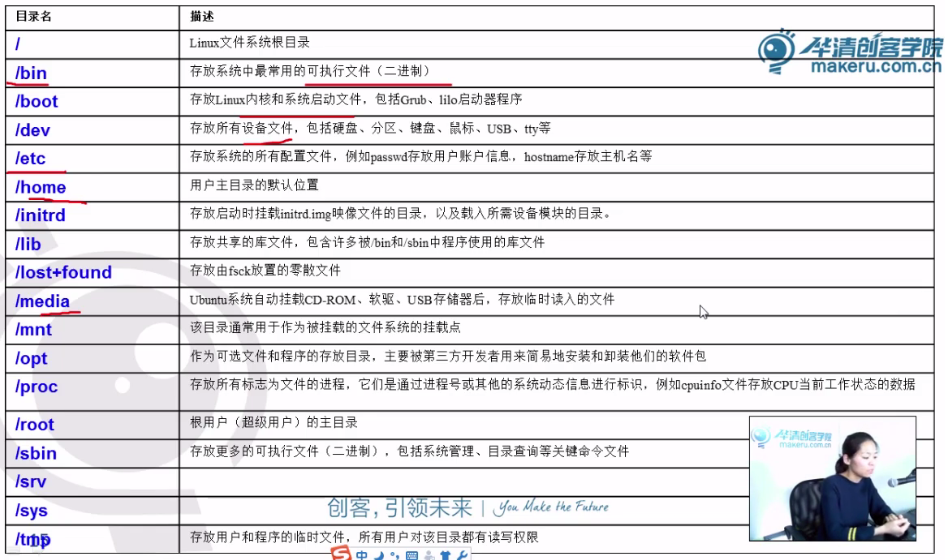 目录名 描述
/ Linux文件系统根目录
/bin 存放系统中最常用的可执行文件（二进制）
/boot 存放Linux内核和系统启动文件，包括Grub、lilo启动器程序
/dev 存放所有设备文件，包括硬盘、分区、键盘、鼠标、USB、tty等
/etc 存放系统的所有配置文件，例如passwd存放用户账户信息，hostname存放主机名等
/home 用户主目录的默认位置
/initrd 存放启动时挂载initrd.img映像文件的目录，以及载入所需设备模块的目录。
/lib 存放共享的库文件，包含许多被/bin和/sbin中程序使用的库文件
/lost+found 存放由fsck放置的零散文件
/media Ubuntu系统自动挂载CD-ROM、软驱、USB存储器后，存放临时读入的文件
/mnt 该目录通常用于作为被挂载的文件系统的挂载点
/opt 作为可选文件和程序的存放目录，主要被第三方开发者用来简易地安装和卸装他们的软件包
/proc 存放所有标志为文件的进程，它们是通过进程号或其他的系统动态信息进行标识，例如cpuinfo文件存放CPU当前工作状态的数据
/root 根用户（超级用户）的主目录
/sbin 存放更多的可执行文件（二进制），包括系统管理、目录查询等关键命令文件
/srv
/sys
/tmp 存放用户和程序的临时文件，所有用户对该目录都有读写权限
15
华清创客学院
makeru.com.cn
创客，引领未来 | You Make the Future
华清创客学院
makeru.com.cn
中